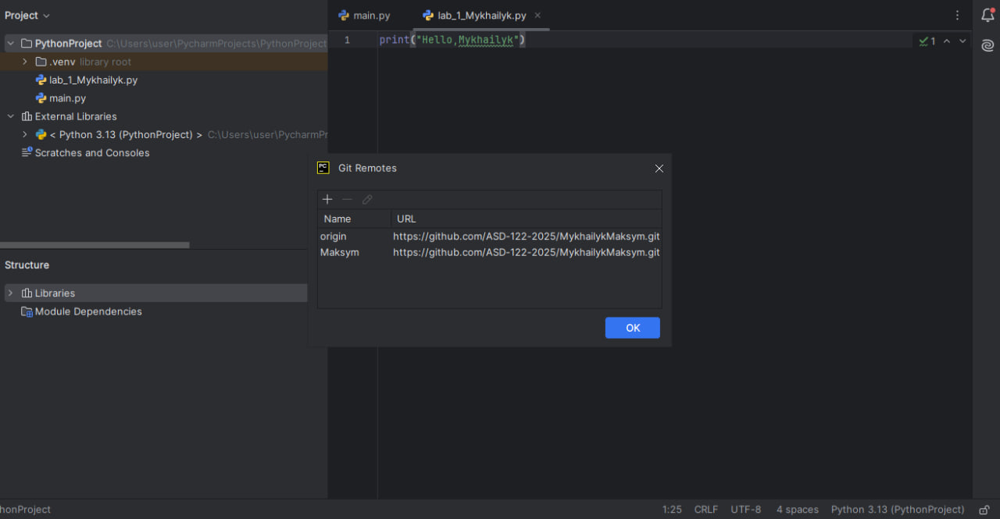 Project
main.py
lab_1_Mykhailyk.py
PythonProject C:\Users\user\PycharmProjects\PythonProject
1 print("Hello,Mykhailyk")
1
.venv library root
lab_1_Mykhailyk.py
main.py
External Libraries
< Python 3.13 (PythonProject) > C:\Users\user\PycharmPr
Scratches and Consoles
PC
Git Remotes
Name URL
origin https://github.com/ASD-122-2025/MykhailykMaksym.git
Maksym https://github.com/ASD-122-2025/MykhailykMaksym.git
Structure
Libraries
Module Dependencies
OK
honProject
1:25 CRLF UTF-8 4 spaces Python 3.13 (PythonProject)